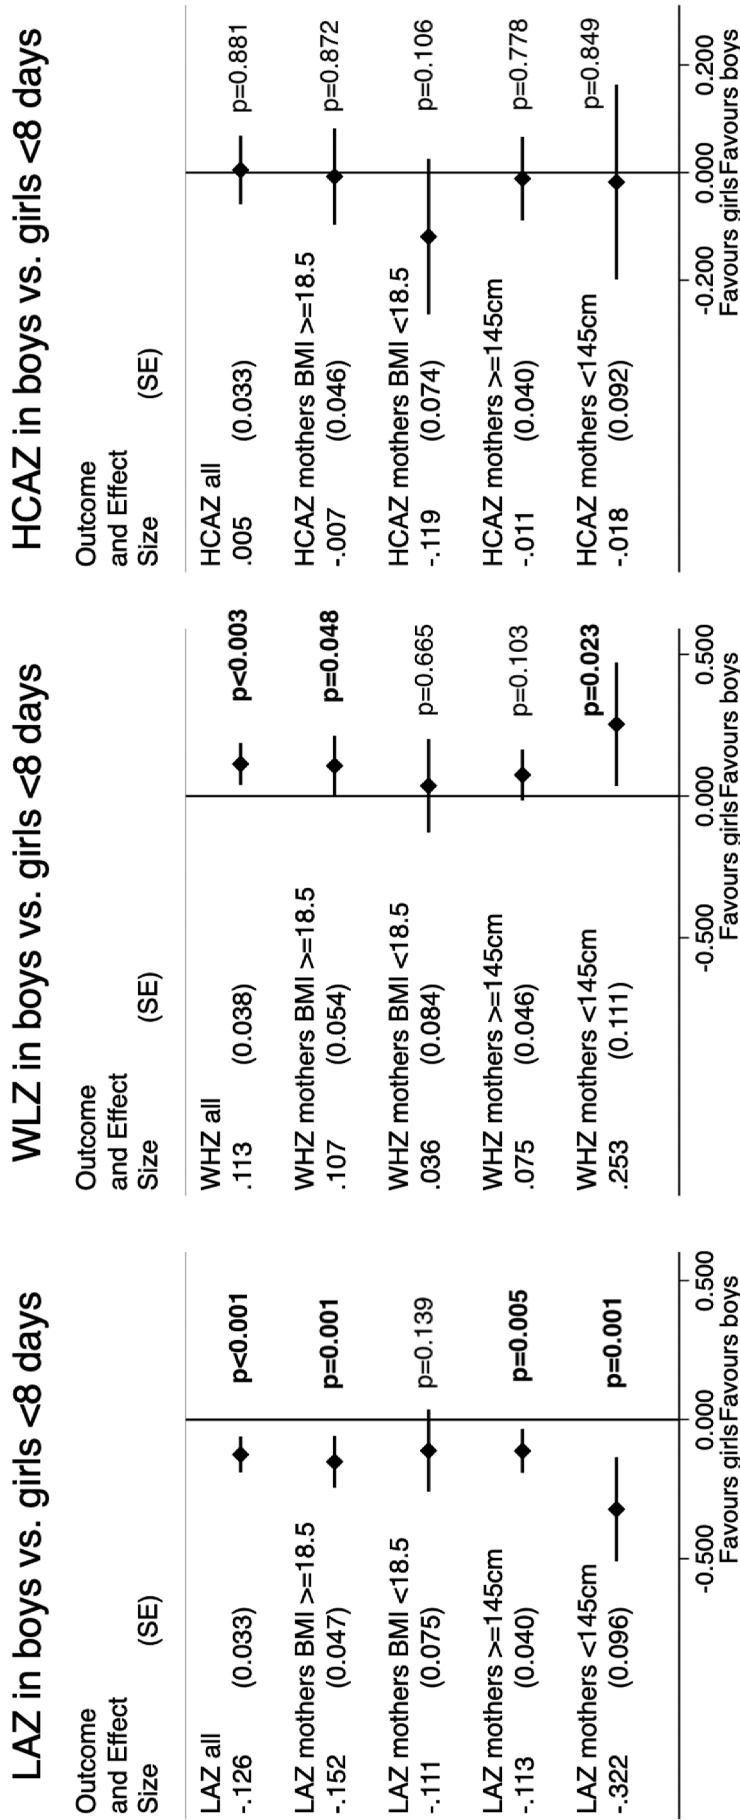 LAZ in boys vs. girls <8 days
Outcome
and Effect
Size (SE)
LAZ all
-.126 (0.033) p<0.001
LAZ mothers BMI >=18.5
-.152 (0.047) p=0.001
LAZ mothers BMI <18.5
-.111 (0.075) p=0.139
LAZ mothers >=145cm
-.113 (0.040) p=0.005
LAZ mothers <145cm
-.322 (0.096) p=0.001
-0.500 0.000 0.500
Favours girls Favours boys
WLZ in boys vs. girls <8 days
Outcome
and Effect
Size (SE)
WHZ all
.113 (0.038) p<0.003
WHZ mothers BMI >=18.5
.107 (0.054) p=0.048
WHZ mothers BMI <18.5
.036 (0.084) p=0.665
WHZ mothers >=145cm
.075 (0.046) p=0.103
WHZ mothers <145cm
.253 (0.111) p=0.023
-0.500 0.000 0.500
Favours girls Favours boys
HCAZ in boys vs. girls <8 days
Outcome
and Effect
Size (SE)
HCAZ all
.005 (0.033) p=0.881
HCAZ mothers BMI >=18.5
-.007 (0.046) p=0.872
HCAZ mothers BMI <18.5
-.119 (0.074) p=0.106
HCAZ mothers >=145cm
-.011 (0.040) p=0.778
HCAZ mothers <145cm
-.018 (0.092) p=0.849
-0.200 0.000 0.200
Favours girls Favours boys